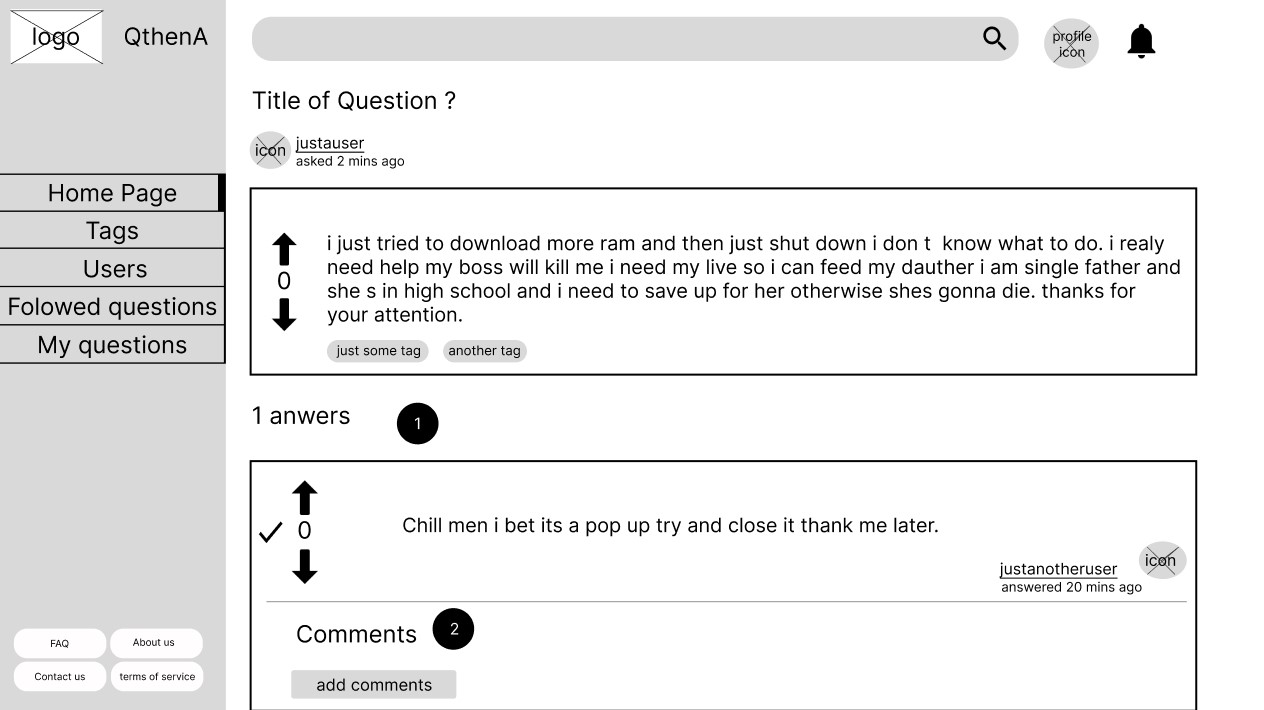 logo
QthenA
profile
icon
Title of Question ?
icon
justauser
asked 2 mins ago
Home Page
Tags
Users
Folowed questions
My questions
0
i just tried to download more ram and then just shut down i don t  know what to do. i realy
need help my boss will kill me i need my live so i can feed my dauther i am single father and
she s in high school and i need to save up for her otherwise shes gonna die. thanks for
your attention.
just some tag
another tag
1 anwers
1
0
Chill men i bet its a pop up try and close it thank me later.
icon
justanotheruser
answered 20 mins ago
Comments
2
add comments
FAQ
About us
Contact us
terms of service